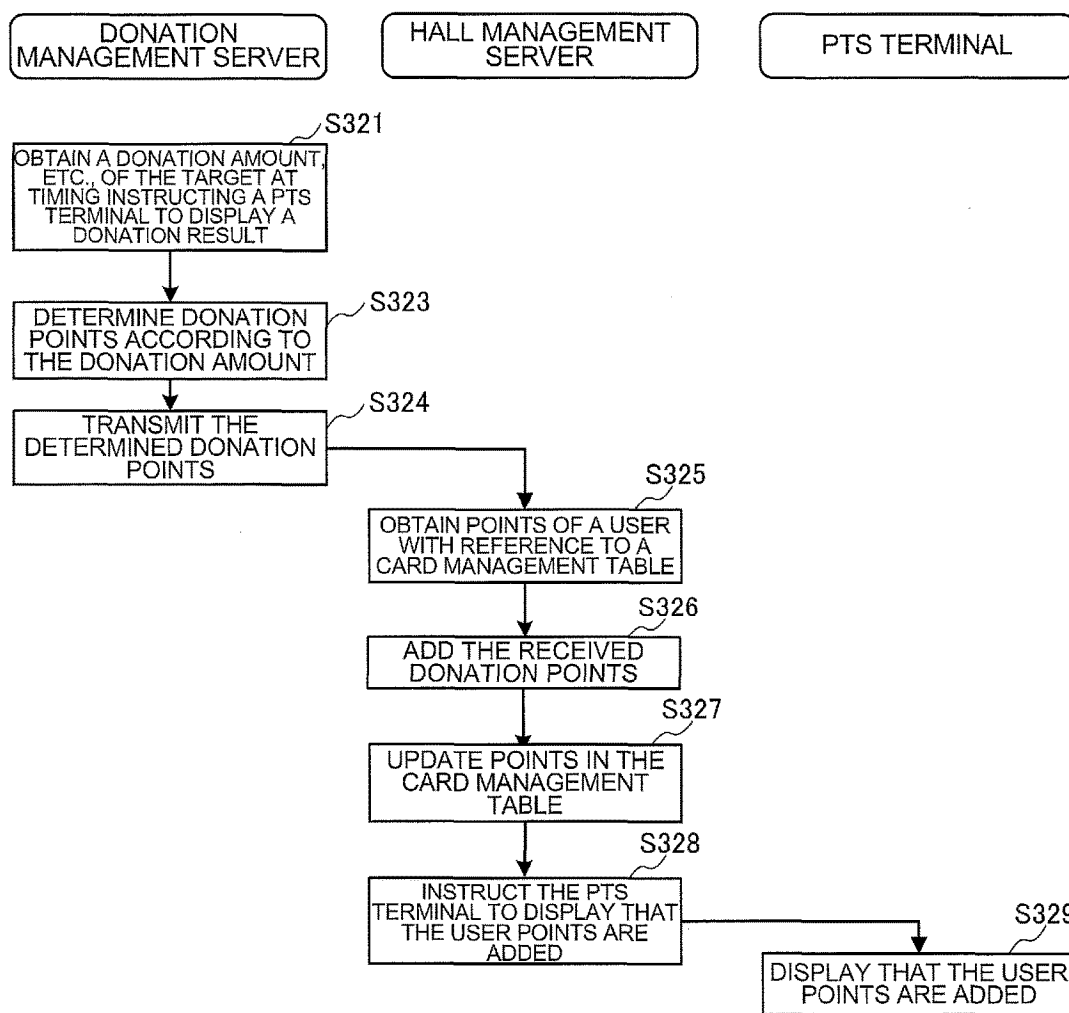 DONATION
MANAGEMENT SERVER
HALL MANAGEMENT
SERVER
PTS TERMINAL
S321
OBTAIN A DONATION AMOUNT,
ETC., OF THE TARGET AT
TIMING INSTRUCTING A PTS
TERMINAL TO DISPLAY A
DONATION RESULT
S323
DETERMINE DONATION
POINTS ACCORDING TO
THE DONATION AMOUNT
S324
TRANSMIT THE
DETERMINED DONATION
POINTS
S325
OBTAIN POINTS OF A USER
WITH REFERENCE TO A
CARD MANAGEMENT TABLE
S326
ADD THE RECEIVED
DONATION POINTS
S327
UPDATE POINTS IN THE
CARD MANAGEMENT
TABLE
S328
INSTRUCT THE PTS
TERMINAL TO DISPLAY THAT
THE USER POINTS ARE
ADDED
S329
DISPLAY THAT THE USER
POINTS ARE ADDED